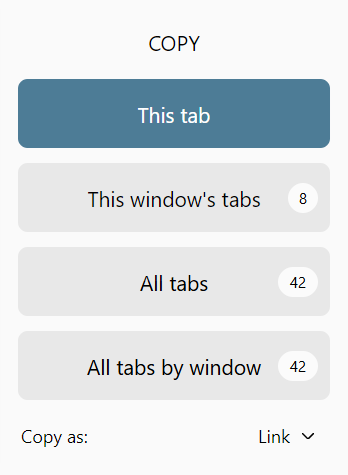 COPY
This tab
This window's tabs 8
All tabs 42
All tabs by window 42
Copy as: Link